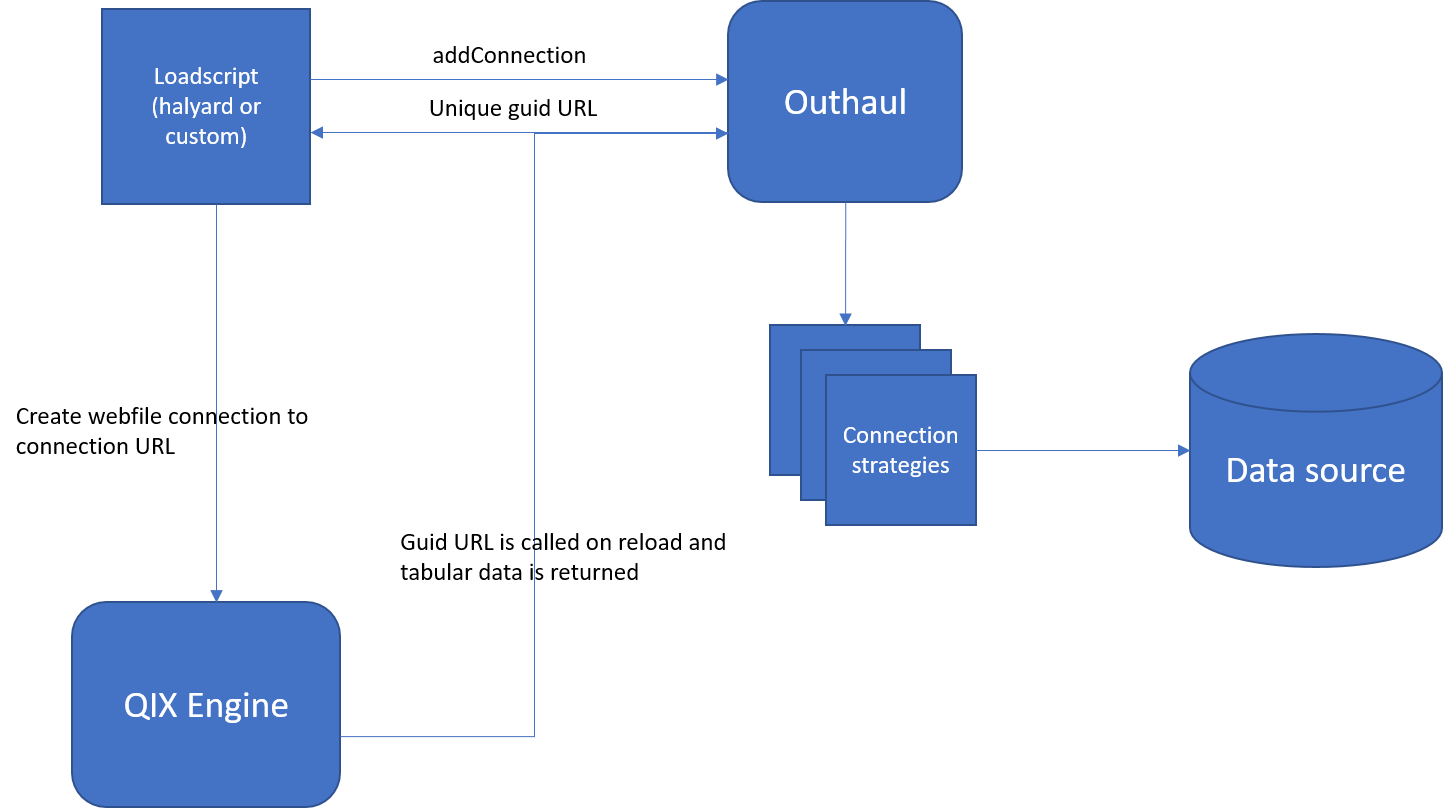 Loadscript
(halyard or
custom)
addConnection
Unique guid URL
Outhaul
Create webfile connection to
connection URL
Connection
strategies
Data source
Guid URL is called on reload and
tabular data is returned
QIX Engine